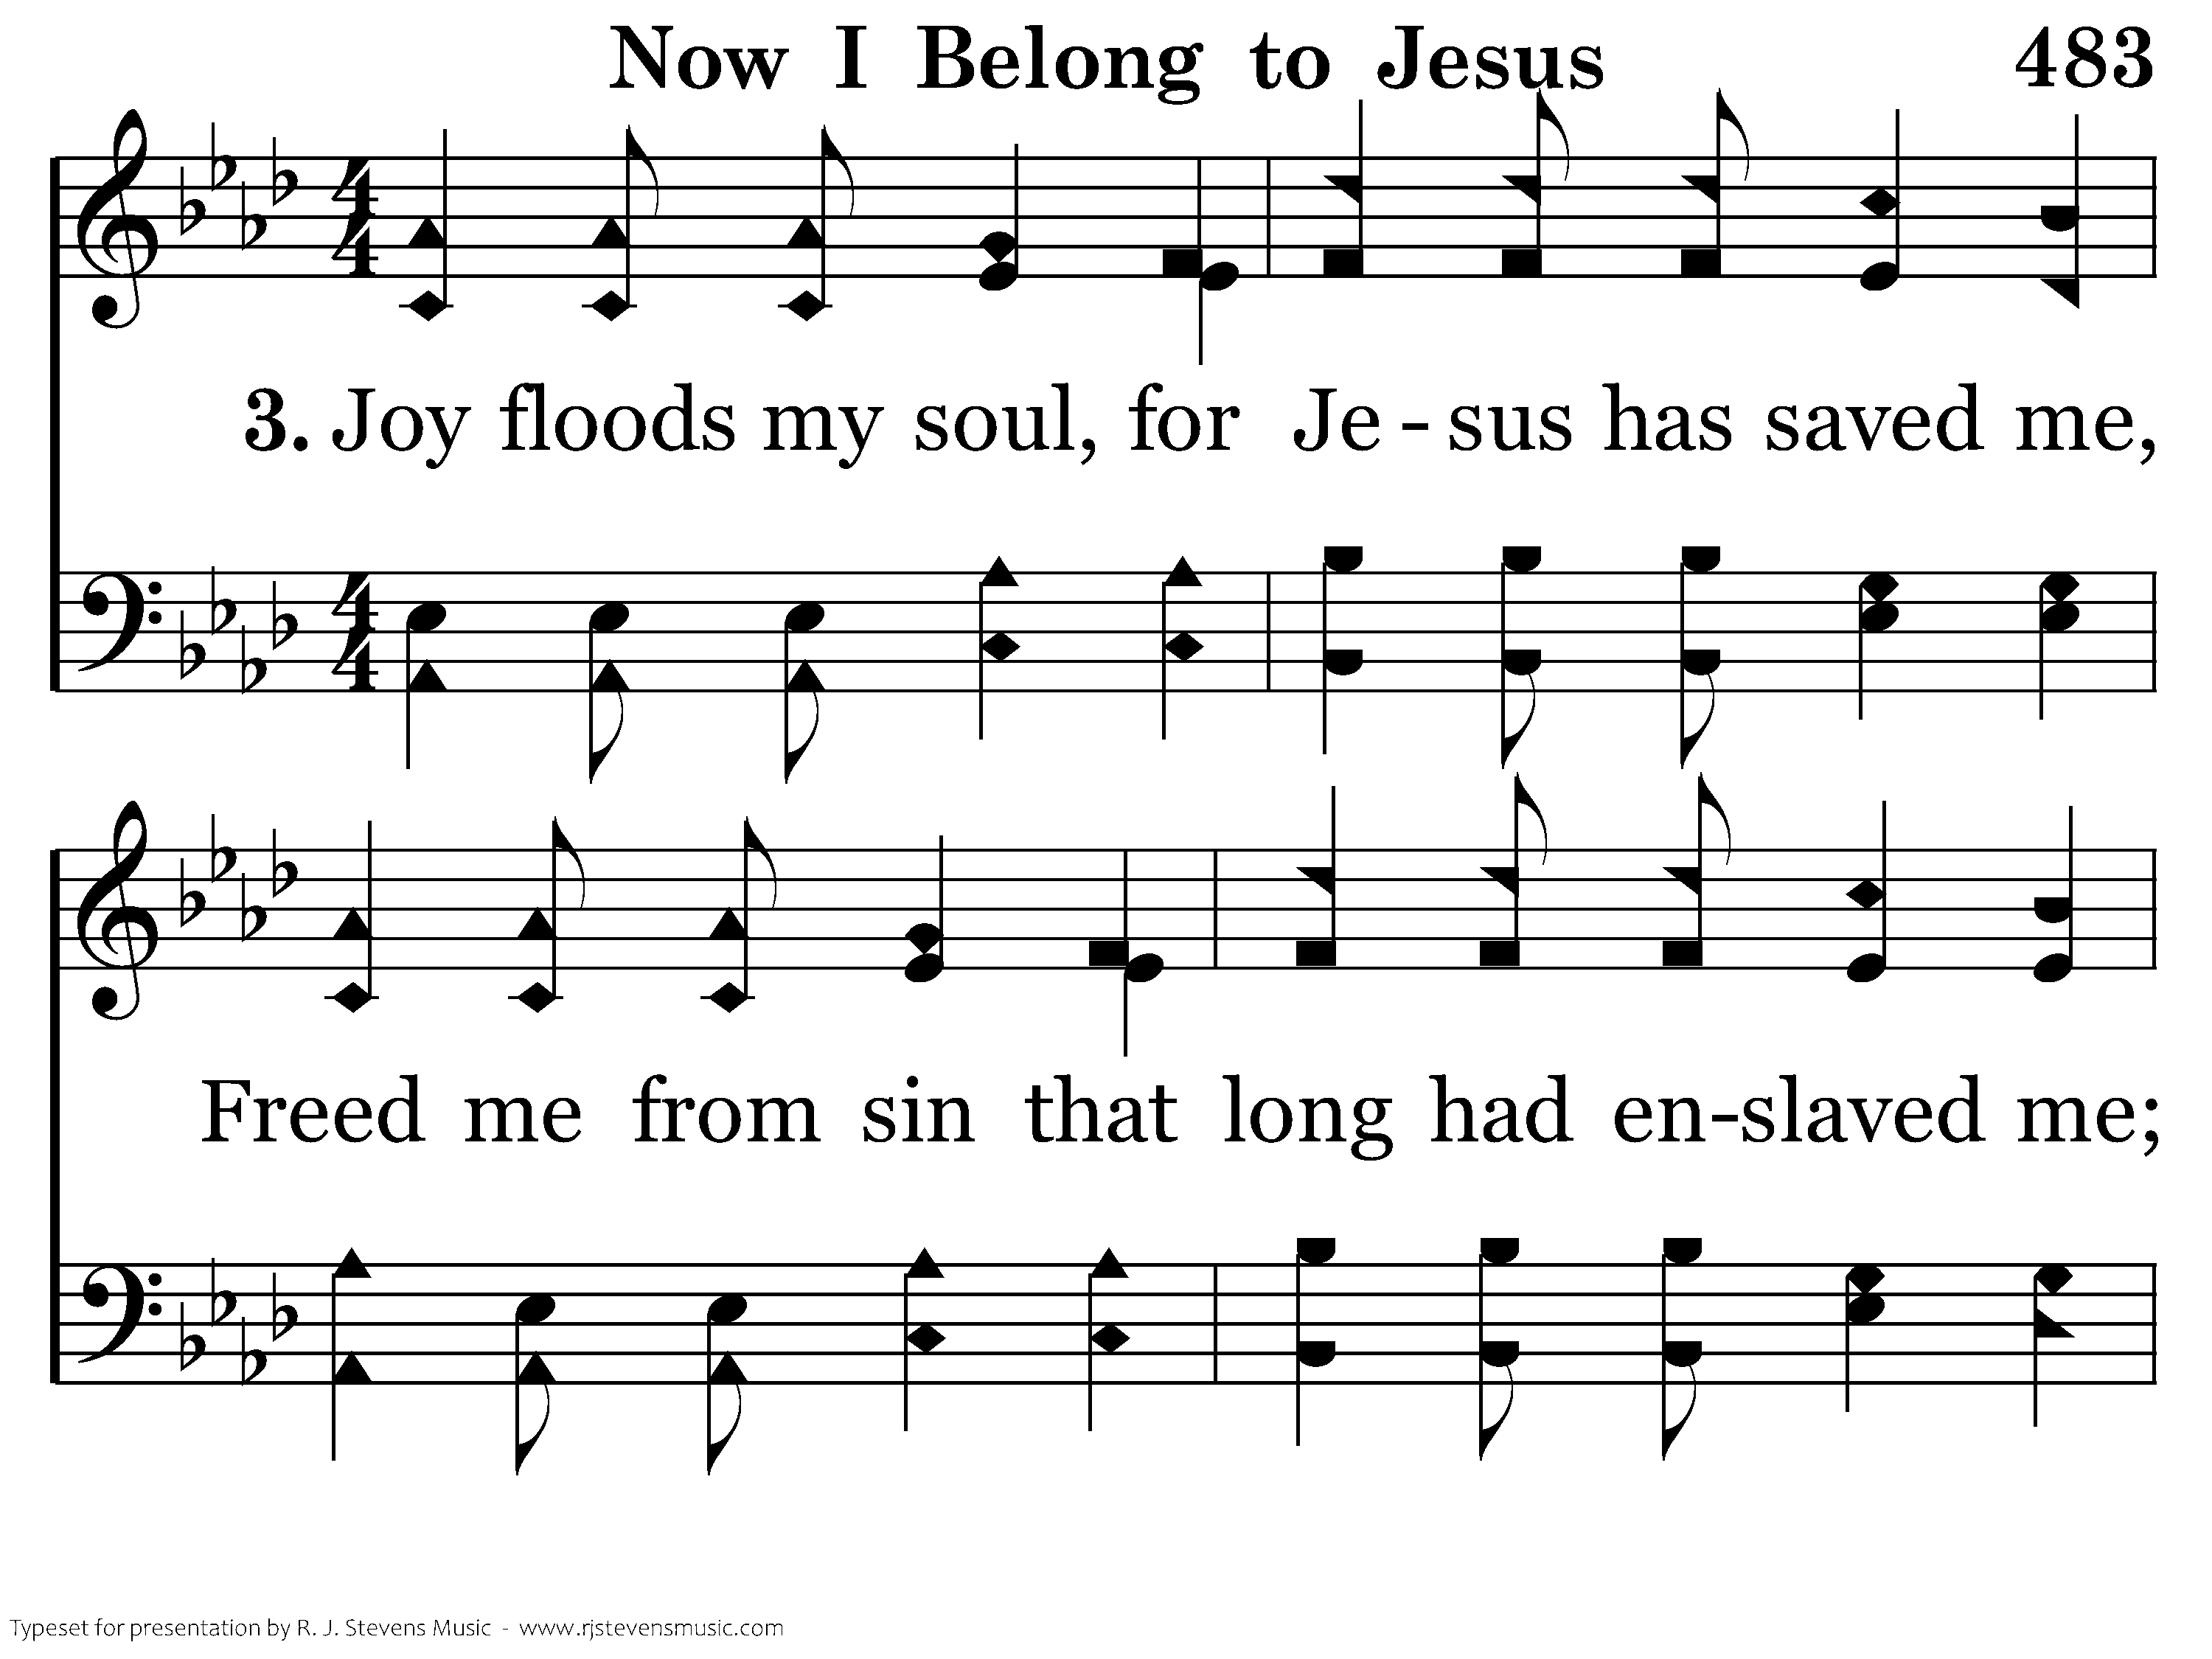 Now I Belong to Jesus 483
3. Joy floods my soul, for Je - sus has saved me,
Freed me from sin that long had en-slaved me;
Typeset for presentation by R. J. Stevens Music - www.rjstevensmusic.com